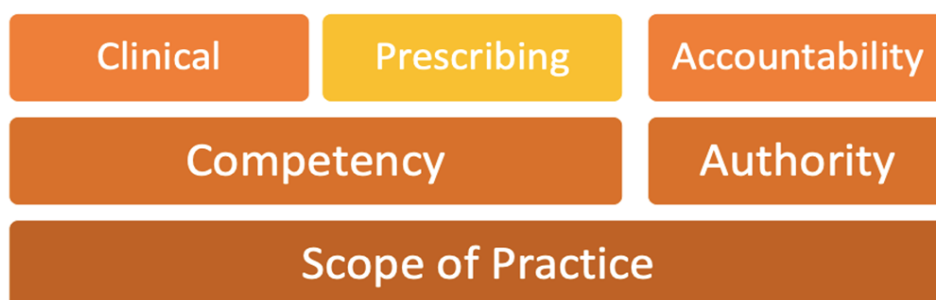 Clinical Prescribing Accountability
Competency Authority
Scope of Practice